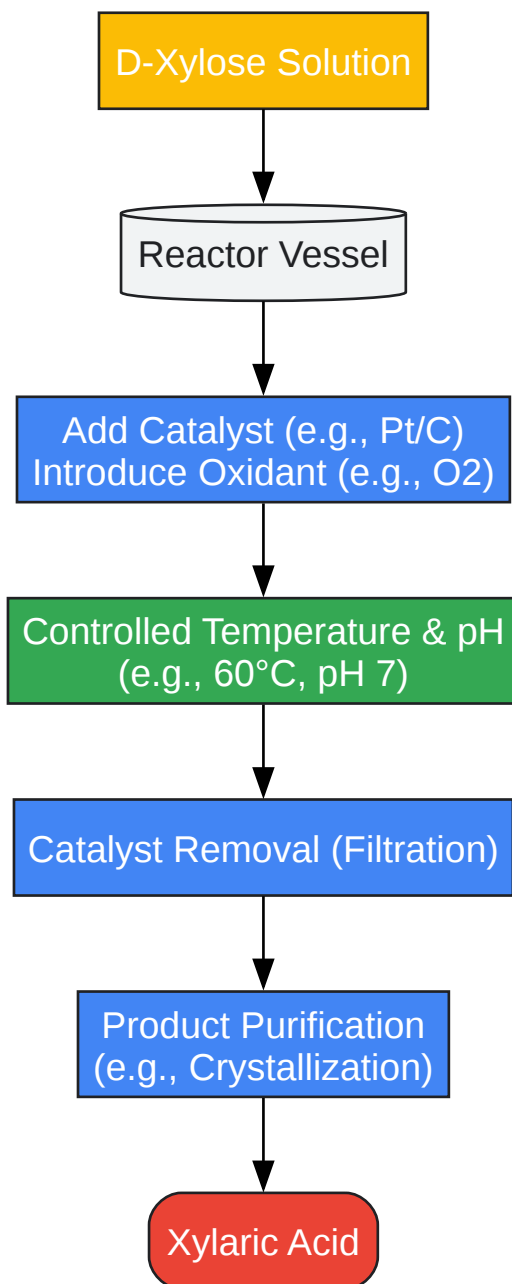 D-Xylose Solution
Reactor Vessel
Add Catalyst (e.g., Pt/C)
Introduce Oxidant (e.g., O2)
Controlled Temperature & pH
(e.g., 60°C, pH 7)
Catalyst Removal (Filtration)
Product Purification
(e.g., Crystallization)
Xylaric Acid